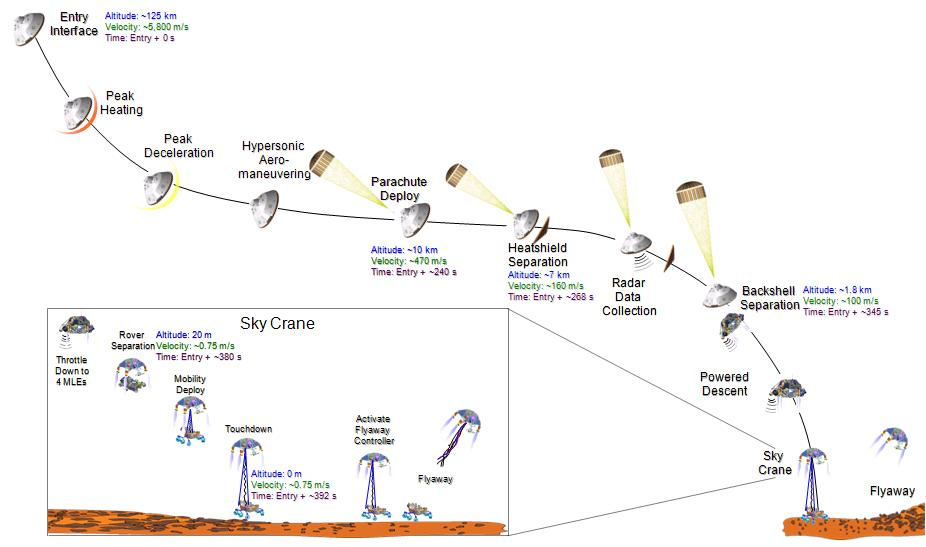 Entry
Interface
Altitude: ~125 km
Velocity: ~5,800 m/s
Time: Entry + 0 s
Peak
Heating
Peak
Deceleration
Hypersonic
Aero-
maneuvering
Parachute
Deploy
Altitude: ~10 km
Velocity: ~470 m/s
Time: Entry + ~240 s
Heatshield
Separation
Altitude: ~7 km
Velocity: ~160 m/s
Time: Entry + ~268 s
Radar
Data
Collection
Backshell
Separation
Altitude: ~1.8 km
Velocity: ~100 m/s
Time: Entry + ~345 s
Powered
Descent
Sky
Crane
Flyaway
Sky Crane
Throttle
Down to
4 MLEs
Rover
Separation
Altitude: 20 m
Velocity: ~0.75 m/s
Time: Entry + ~380 s
Mobility
Deploy
Touchdown
Altitude: 0 m
Velocity: ~0.75 m/s
Time: Entry + ~392 s
Activate
Flyaway
Controller
Flyaway